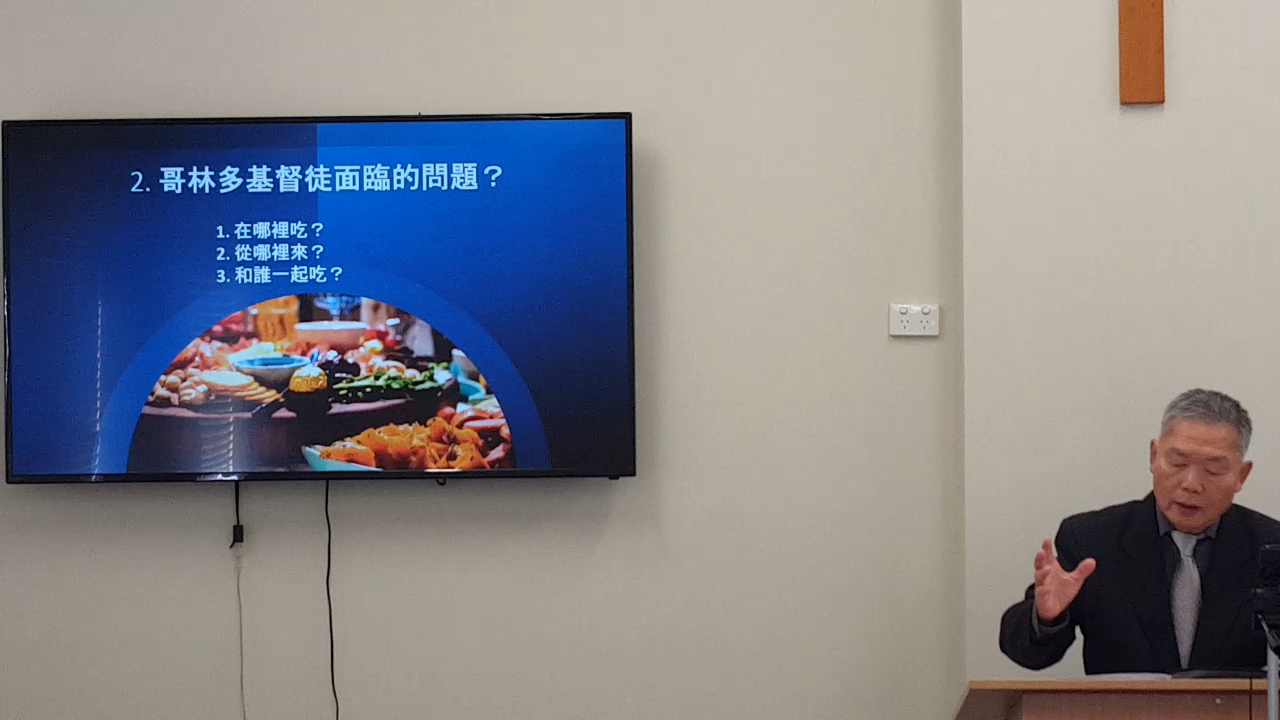 2. 哥林多基督徒面臨的問題？
1. 在哪裡吃？
2. 從哪裡來？
3. 和誰一起吃？